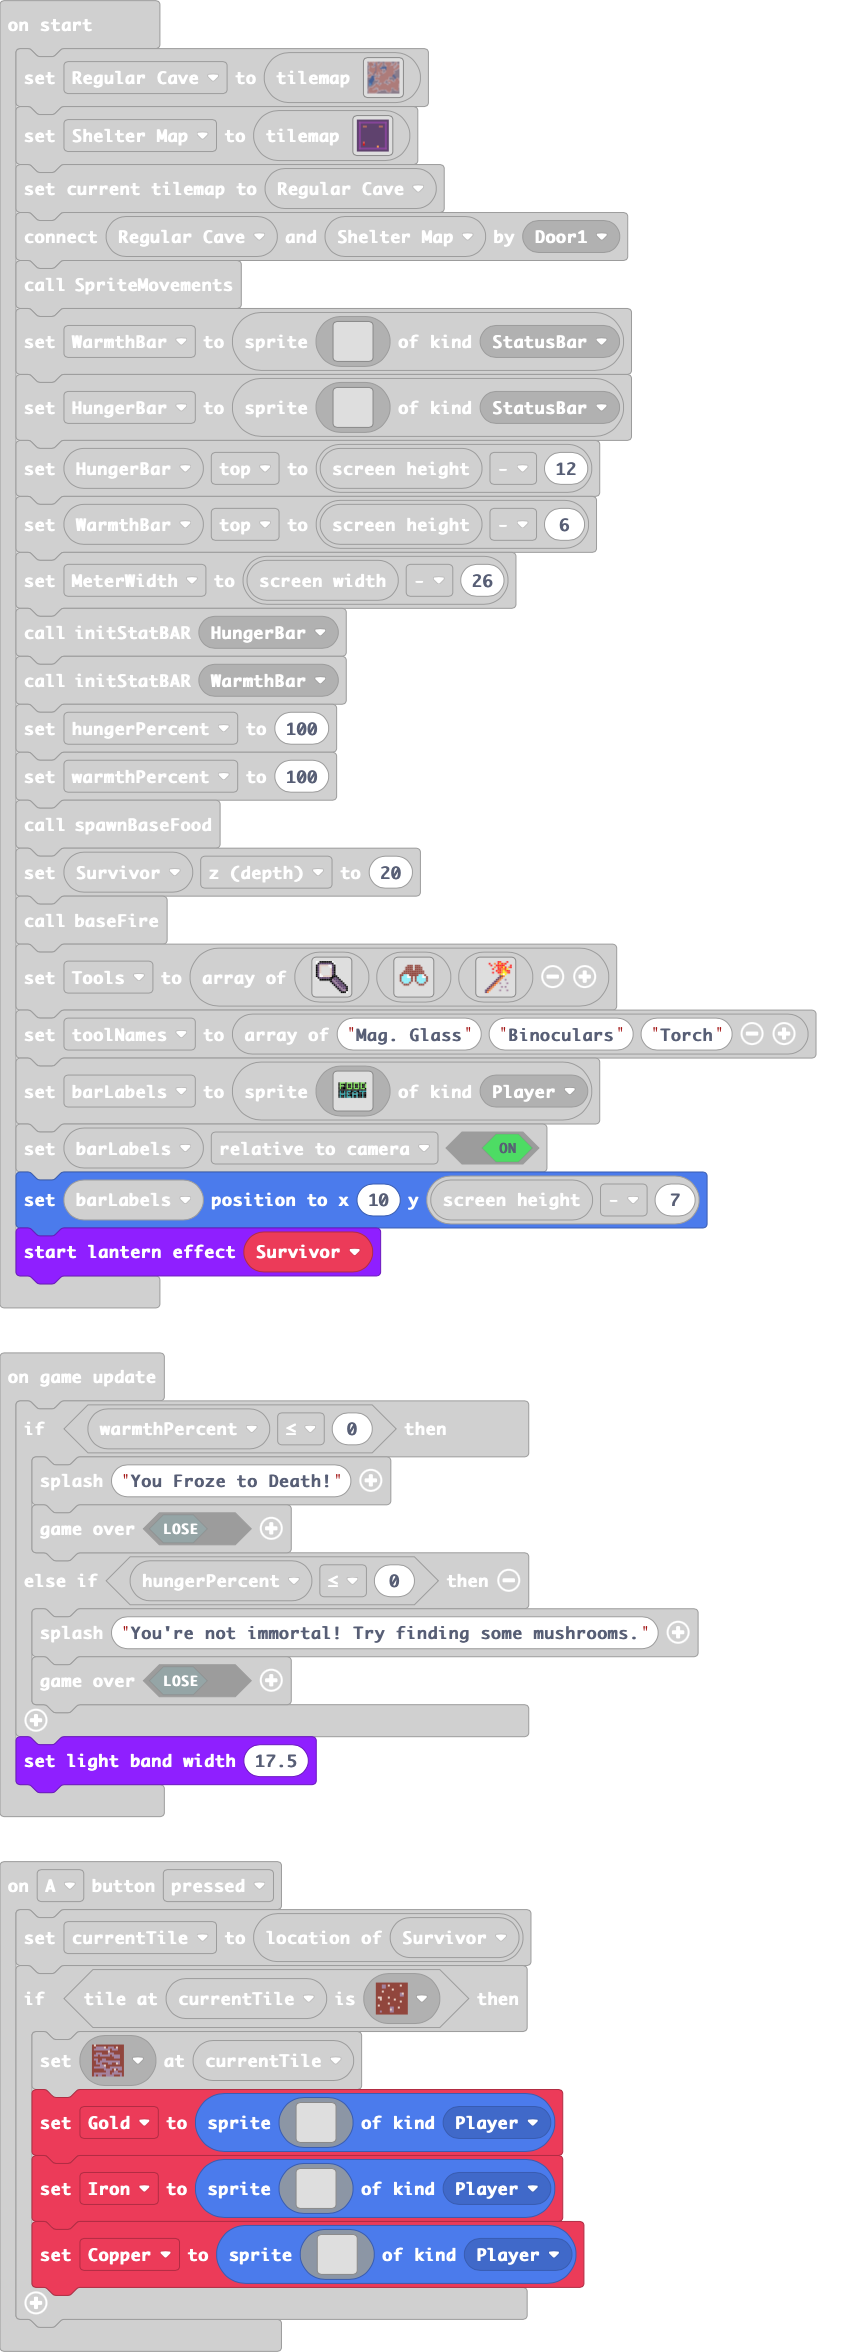 on start
set Regular Cave to tilemap
set Shelter Map to tilemap
set current tilemap to Regular Cave
connect Regular Cave and Shelter Map by Door1
call SpriteMovements
set WarmthBar to sprite of kind StatusBar
set HungerBar to sprite of kind StatusBar
set HungerBar top to screen height - 12
set WarmthBar top to screen height - 6
set MeterWidth to screen width - 26
call initStatBAR HungerBar
call initStatBAR WarmthBar
set hungerPercent to 100
set warmthPercent to 100
call spawnBaseFood
set Survivor z (depth) to 20
call baseFire
set Tools to array of
set toolNames to array of "Mag. Glass" "Binoculars" "Torch"
set barLabels to sprite FOOD HEAT of kind Player
set barLabels relative to camera ON
set barLabels position to x 10 y screen height - 7
start lantern effect Survivor
on game update
if warmthPercent ≤ 0 then
splash "You Froze to Death!"
game over LOSE
else if hungerPercent ≤ 0 then
splash "You're not immortal! Try finding some mushrooms."
game over LOSE
set light band width 17.5
on A button pressed
set currentTile to location of Survivor
if tile at currentTile is then
set at currentTile
set Gold to sprite of kind Player
set Iron to sprite of kind Player
set Copper to sprite of kind Player